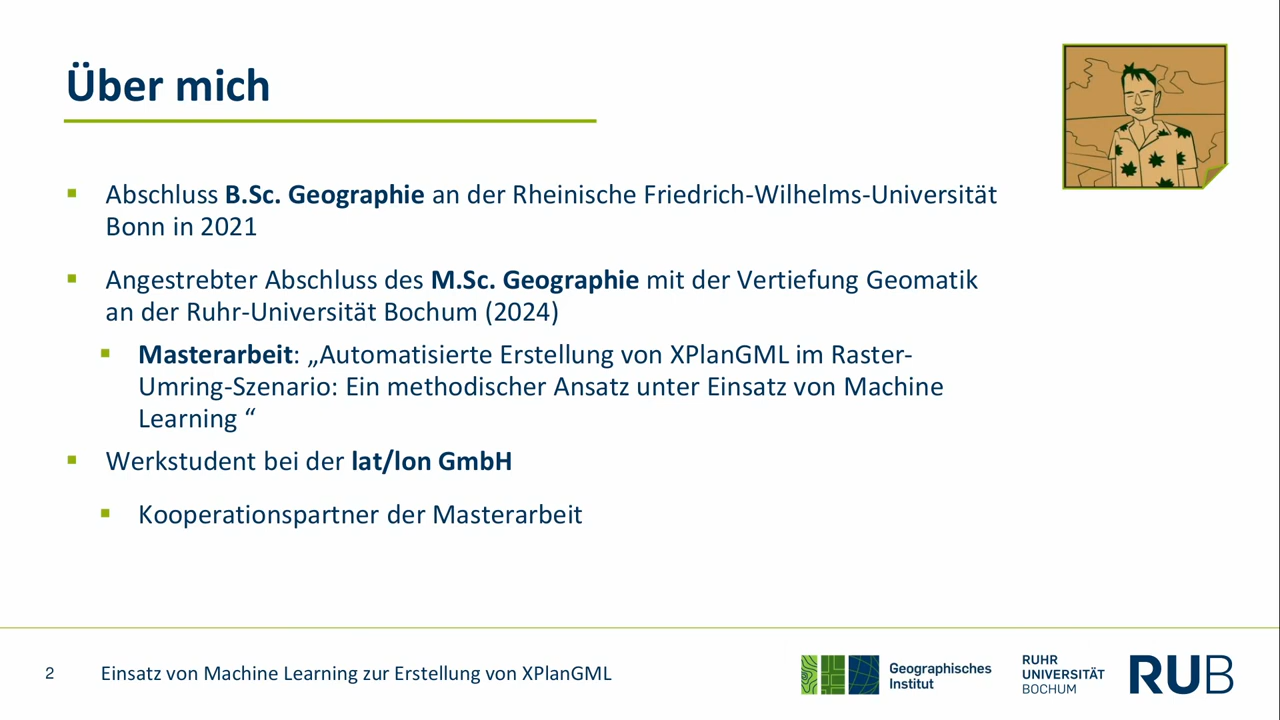 Über mich
Abschluss B.Sc. Geographie an der Rheinische Friedrich-Wilhelms-Universität
Bonn in 2021
Angestrebter Abschluss des M.Sc. Geographie mit der Vertiefung Geomatik
an der Ruhr-Universität Bochum (2024)
Masterarbeit: „Automatisierte Erstellung von XPlanGML im Raster-
Umring-Szenario: Ein methodischer Ansatz unter Einsatz von Machine
Learning “
Werkstudent bei der lat/lon GmbH
Kooperationspartner der Masterarbeit
2
Einsatz von Machine Learning zur Erstellung von XPlanGML
Geographisches
Institut
RUHR
UNIVERSITÄT
BOCHUM
RUB